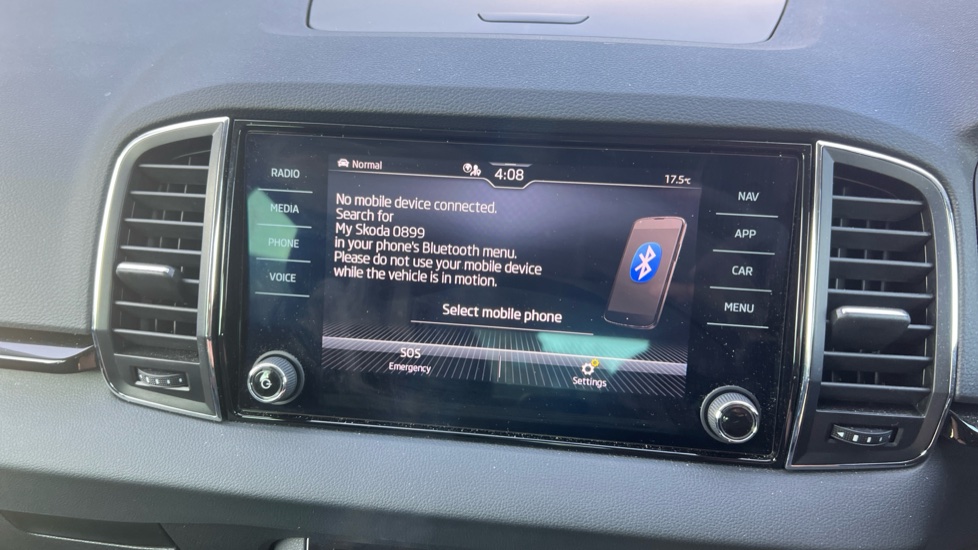 Normal
4:08
17.5°C
RADIO
MEDIA
PHONE
VOICE
No mobile device connected.
Search for
My Skoda 0899
in your phone's Bluetooth menu.
Please do not use your mobile device
while the vehicle is in motion.
Select mobile phone
SOS
Emergency
Settings
NAV
APP
CAR
MENU